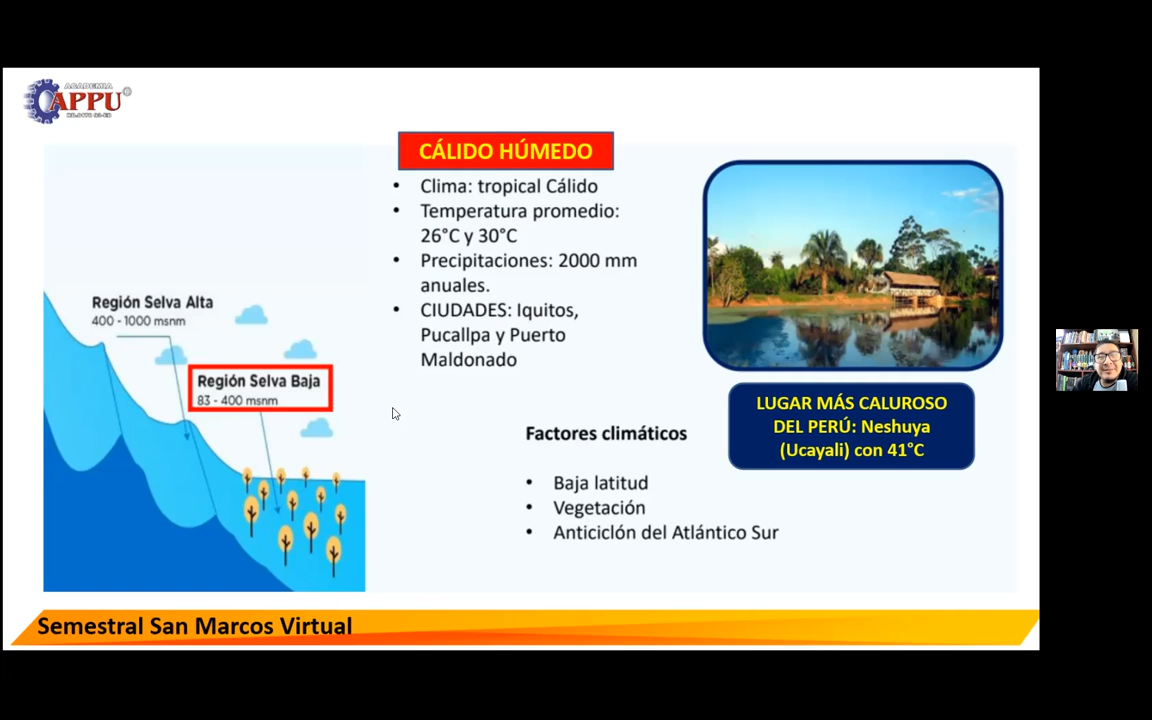 ACADEMIA
APPU
CÁLIDO HÚMEDO
• Clima: tropical Cálido
• Temperatura promedio:
26°C y 30°C
• Precipitaciones: 2000 mm
anuales.
• CIUDADES: Iquitos,
Pucallpa y Puerto
Maldonado
Región Selva Alta
400 - 1000 msnm
Región Selva Baja
83 - 400 msnm
LUGAR MÁS CALUROSO
DEL PERÚ: Neshuya
(Ucayali) con 41°C
Factores climáticos
• Baja latitud
• Vegetación
• Anticiclón del Atlántico Sur
Semestral San Marcos Virtual